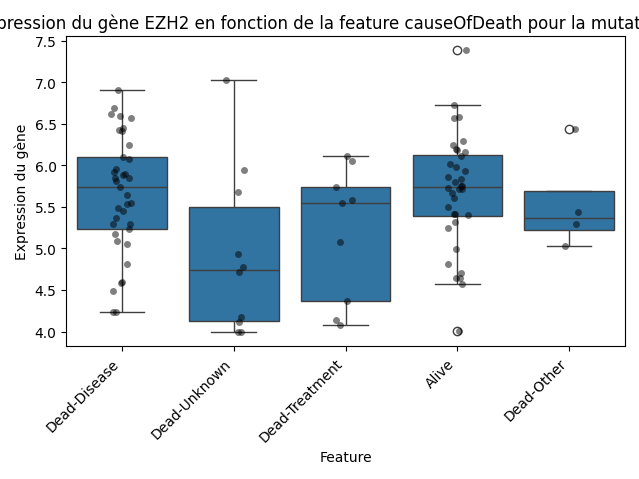 pression du gène EZH2 en fonction de la feature causeOfDeath pour la mutat
7.5
7.0
6.5
6.0
5.5
5.0
4.5
4.0
Expression du gène
Dead-Disease
Dead-Unknown
Dead-Treatment
Alive
Dead-Other
Feature